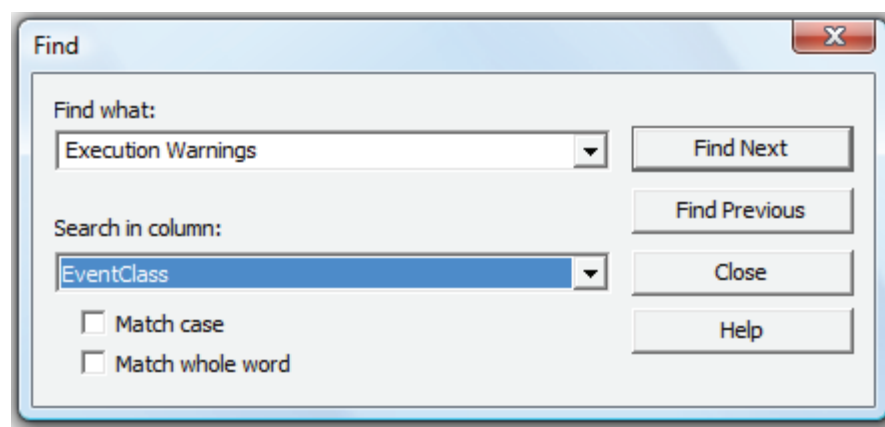 Find
Find what:
Execution Warnings
Find Next
Find Previous
Search in column:
EventClass
Close
Match case
Help
Match whole word